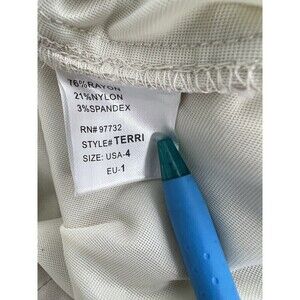 76%RAYON
21%NYLON
3%SPANDEX
RN# 97732
STYLE# TERRI
SIZE: USA-4
EU-1